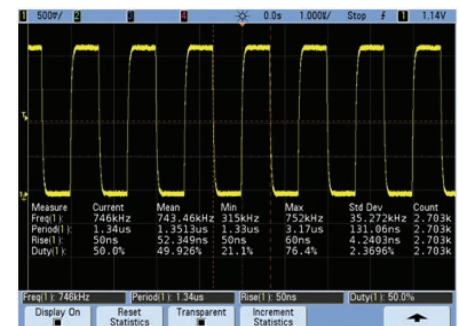 1 500▽/ 2 3 4 0.0s 1.000▽/ Stop 1 1.14V
Measure Current Mean Min Max Std Dev Count
Freq(1): 746kHz 743.46kHz 315kHz 752kHz 35.272kHz 2.703k
Period(1): 1.34us 1.3513us 1.33us 3.17us 131.06ns 2.703k
Rise(1): 50ns 52.349ns 50ns 60ns 4.2403ns 2.703k
Duty(1): 50.0% 49.926% 21.1% 76.4% 2.3696% 2.703k
Freq(1): 746kHz Period(1): 1.34us Rise(1): 50ns Duty(1): 50.0%
Display On Reset Statistics Transparent Increment Statistics